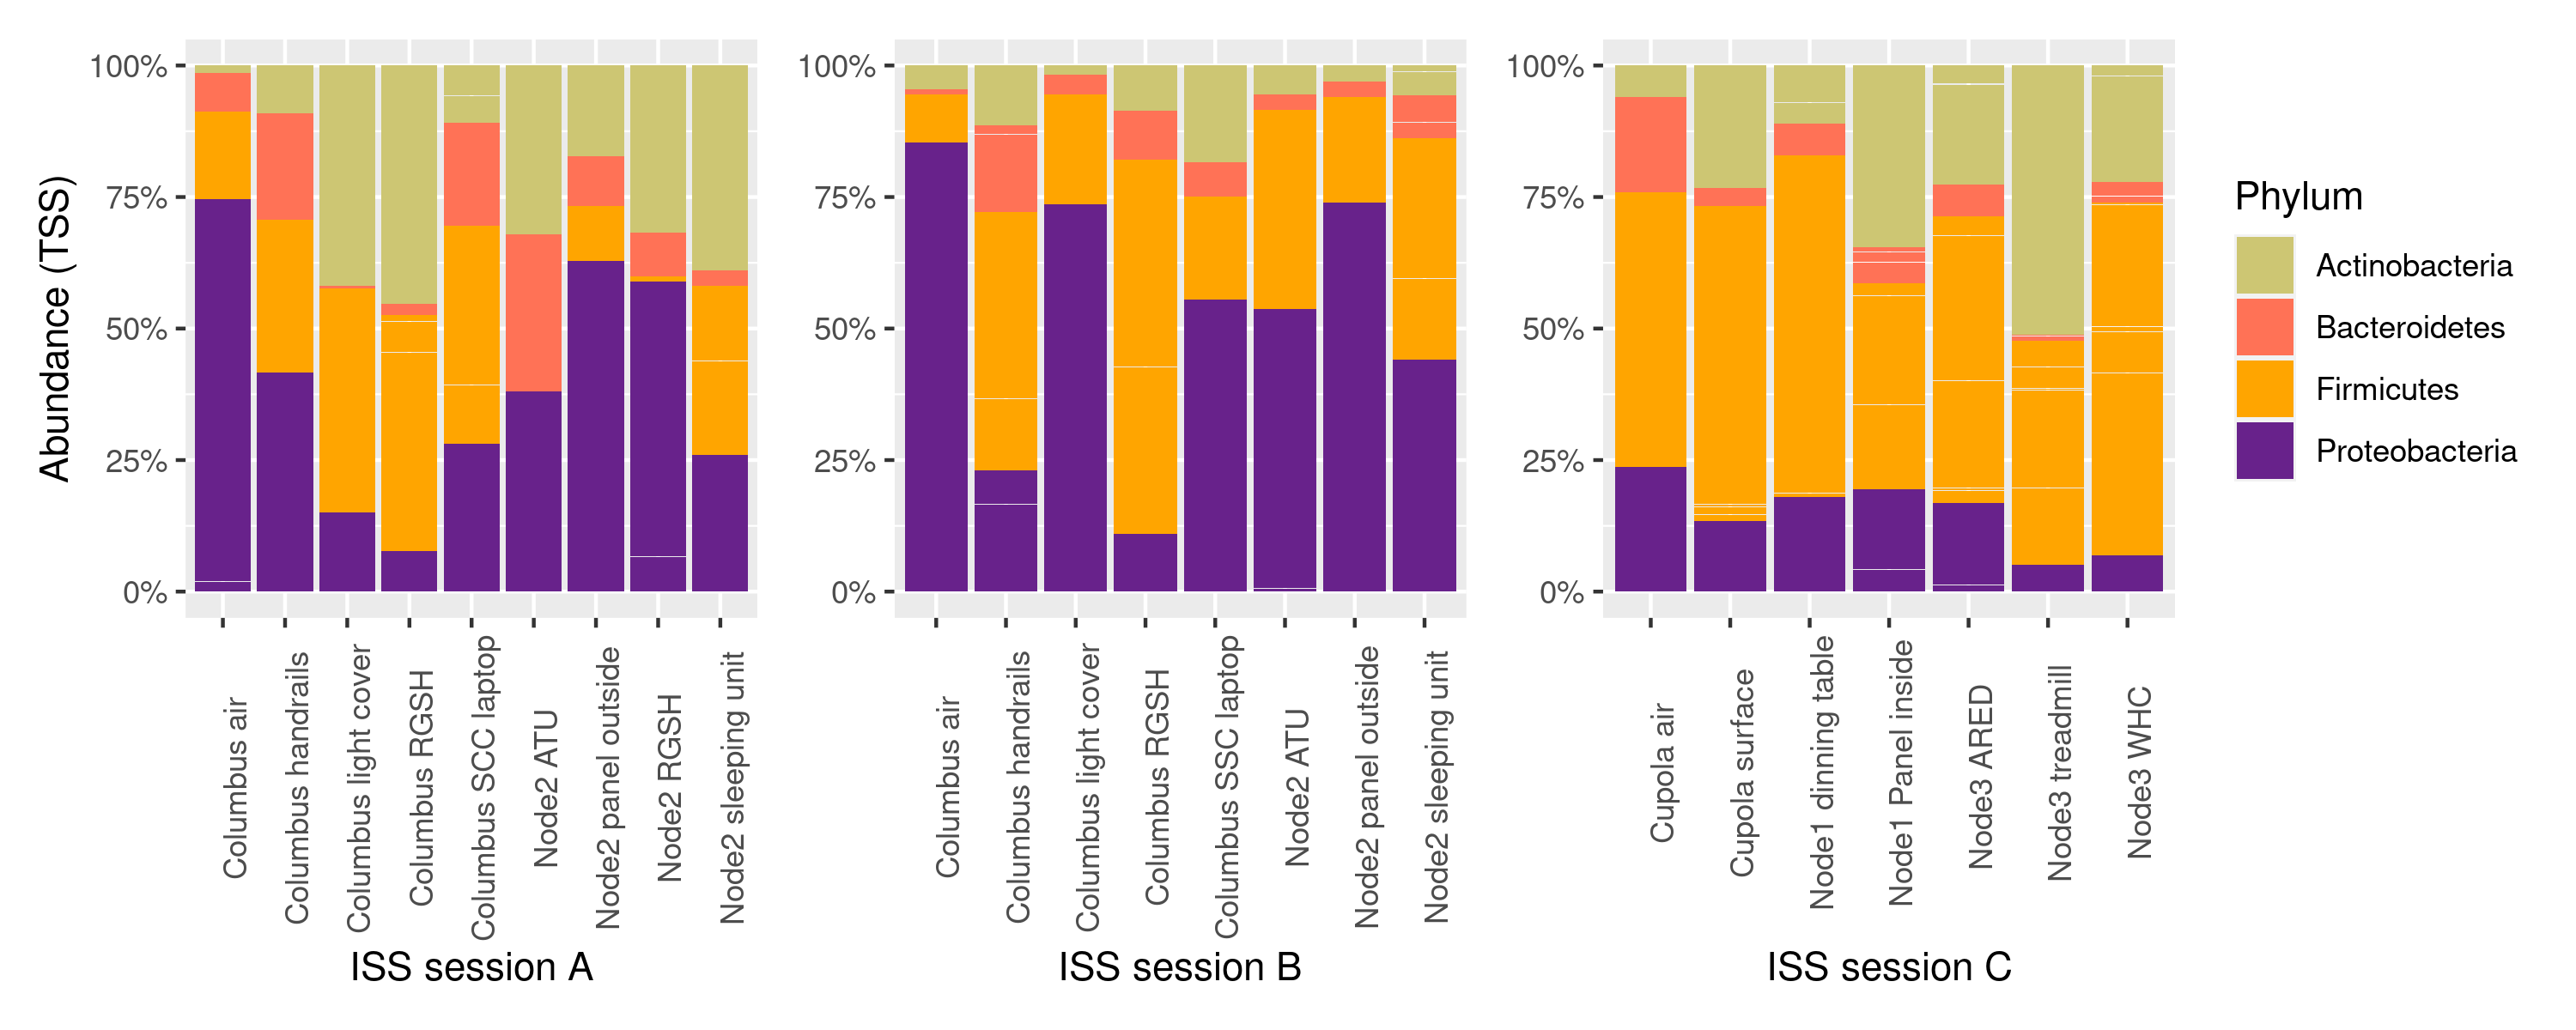 Abundance (TSS)
100%
75%
50%
25%
0%
Columbus air
Columbus handrails
Columbus light cover
Columbus RGSH
Columbus SCC laptop
Node2 ATU
Node2 panel outside
Node2 RGSH
Node2 sleeping unit
ISS session A
100%
75%
50%
25%
0%
Columbus air
Columbus handrails
Columbus light cover
Columbus RGSH
Columbus SSC laptop
Node2 ATU
Node2 panel outside
Node2 sleeping unit
ISS session B
100%
75%
50%
25%
0%
Cupola air
Cupola surface
Node1 dinning table
Node1 Panel inside
Node3 ARED
Node3 treadmill
Node3 WHC
ISS session C
Phylum
Actinobacteria
Bacteroidetes
Firmicutes
Proteobacteria